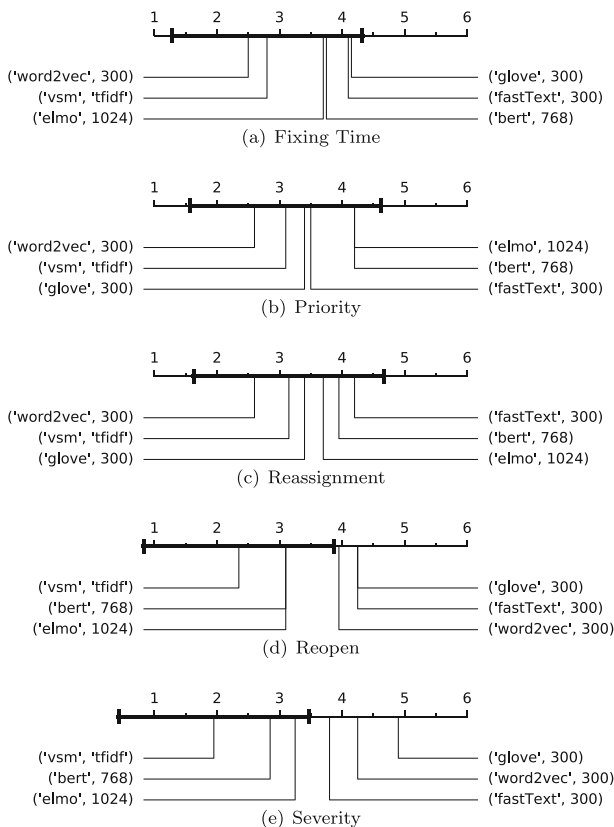 1 2 3 4 5 6
('word2vec', 300) ('glove', 300)
('vsm', 'tfidf') ('fastText', 300)
('elmo', 1024) ('bert', 768)
(a) Fixing Time
1 2 3 4 5 6
('word2vec', 300) ('elmo', 1024)
('vsm', 'tfidf') ('bert', 768)
('glove', 300) ('fastText', 300)
(b) Priority
1 2 3 4 5 6
('word2vec', 300) ('fastText', 300)
('vsm', 'tfidf') ('bert', 768)
('glove', 300) ('elmo', 1024)
(c) Reassignment
1 2 3 4 5 6
('vsm', 'tfidf') ('glove', 300)
('bert', 768) ('fastText', 300)
('elmo', 1024) ('word2vec', 300)
(d) Reopen
1 2 3 4 5 6
('vsm', 'tfidf') ('glove', 300)
('bert', 768) ('word2vec', 300)
('elmo', 1024) ('fastText', 300)
(e) Severity